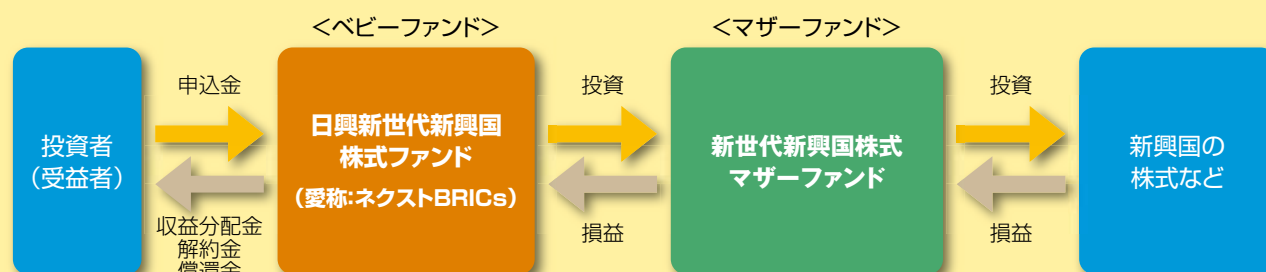 ＜ベビーファンド＞
＜マザーファンド＞
投資者
（受益者）
申込金
収益分配金
解約金
償還金
日興新世代新興国
株式ファンド
（愛称:ネクストBRICs）
投資
損益
新世代新興国株式
マザーファンド
投資
損益
新興国の
株式など